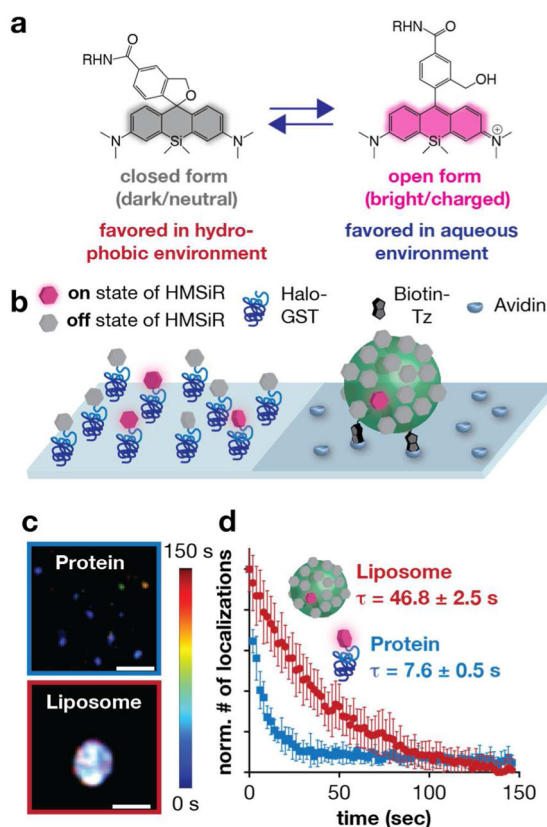 a
RHN
O
O
N
Si
N
closed form
(dark/neutral)
favored in hydro-
phobic environment
RHN
O
OH
N
Si
N
+
open form
(bright/charged)
favored in aqueous
environment
b
on state of HMSiR
off state of HMSiR
Halo-
GST
Biotin-
Tz
Avidin
c
Protein
Liposome
150 s
0 s
d
Liposome
τ = 46.8 ± 2.5 s
Protein
τ = 7.6 ± 0.5 s
norm. # of localizations
0
50
100
150
time (sec)